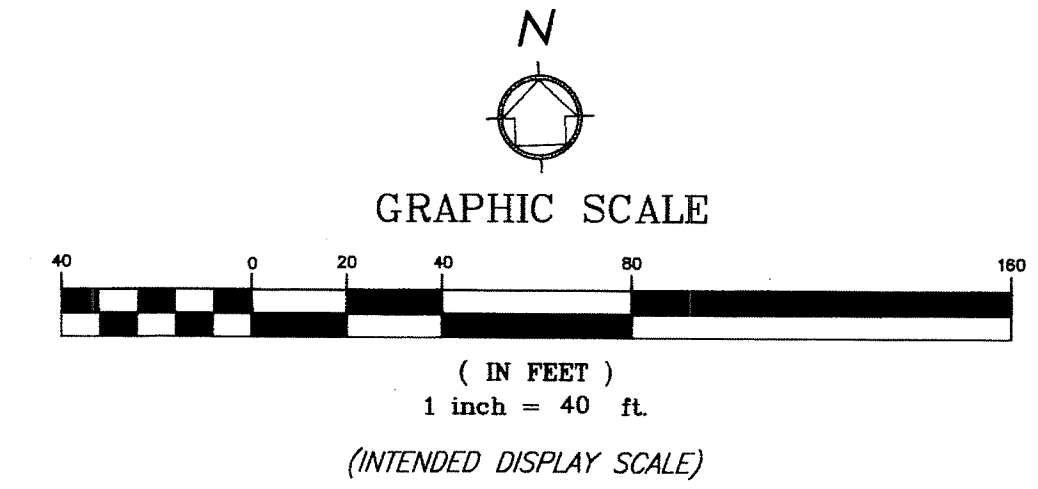 N
GRAPHIC SCALE
40 0 20 40 80 160
( IN FEET )
1 inch = 40 ft.
(INTENDED DISPLAY SCALE)